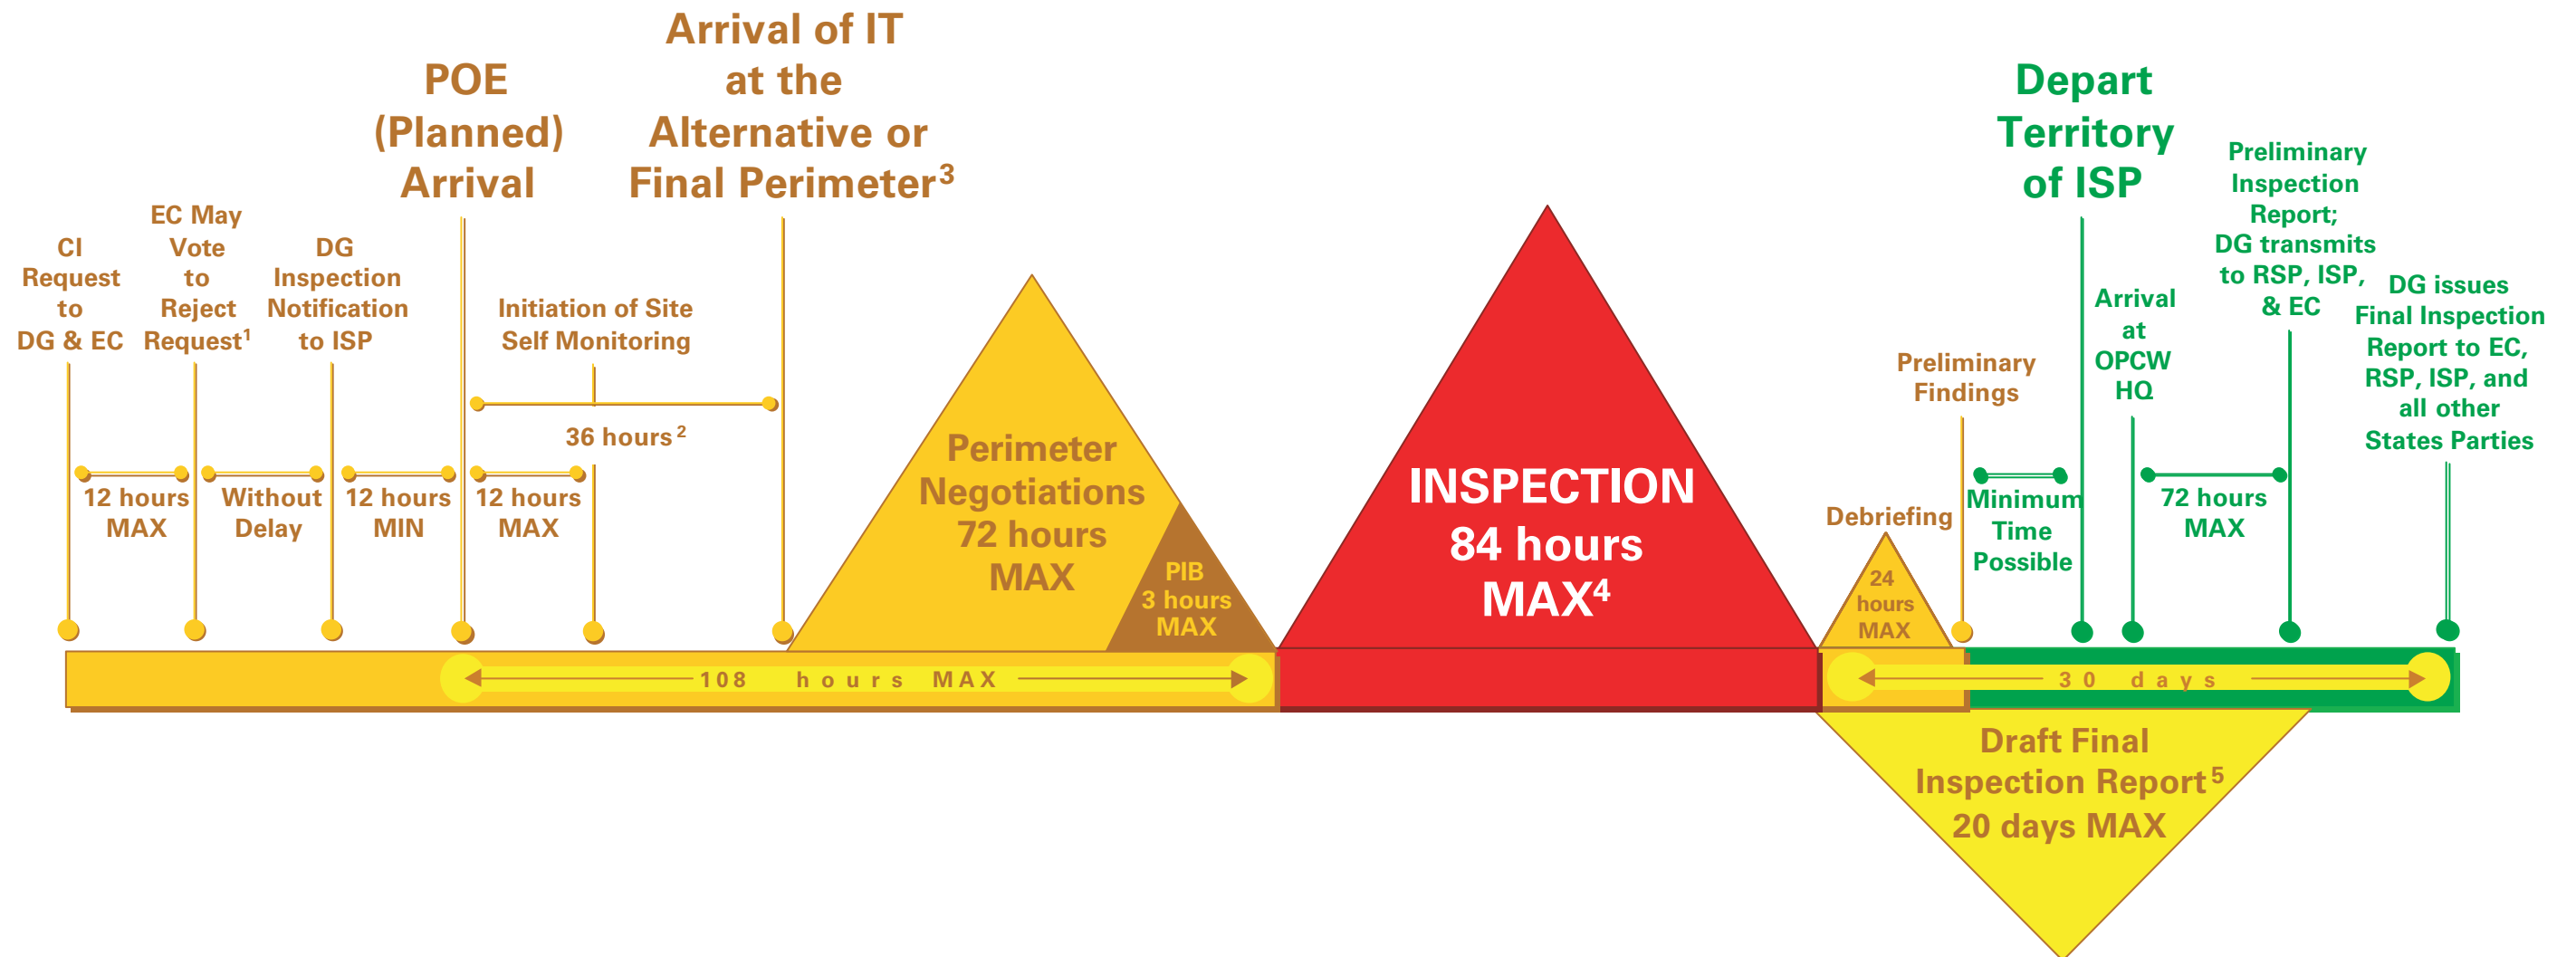 CI
Request
to
DG & EC
12 hours
MAX
EC May
Vote
to
Reject
Request1
Without
Delay
DG
Inspection
Notification
to ISP
12 hours
MIN
POE
(Planned)
Arrival
12 hours
MAX
Initiation of Site
Self Monitoring
36 hours2
Arrival of IT
at the
Alternative or
Final Perimeter3
Perimeter
Negotiations
72 hours
MAX
PIB
3 hours
MAX
108 hours MAX
INSPECTION
84 hours
MAX4
Debriefing
24
hours
MAX
Preliminary
Findings
Minimum
Time
Possible
Depart
Territory
of ISP
Arrival
at
OPCW
HQ
72 hours
MAX
Preliminary
Inspection
Report;
DG transmits
to RSP, ISP,
& EC
DG issues
Final Inspection
Report to EC,
RSP, ISP, and
all other
States Parties
30 days
Draft Final
Inspection Report5
20 days MAX